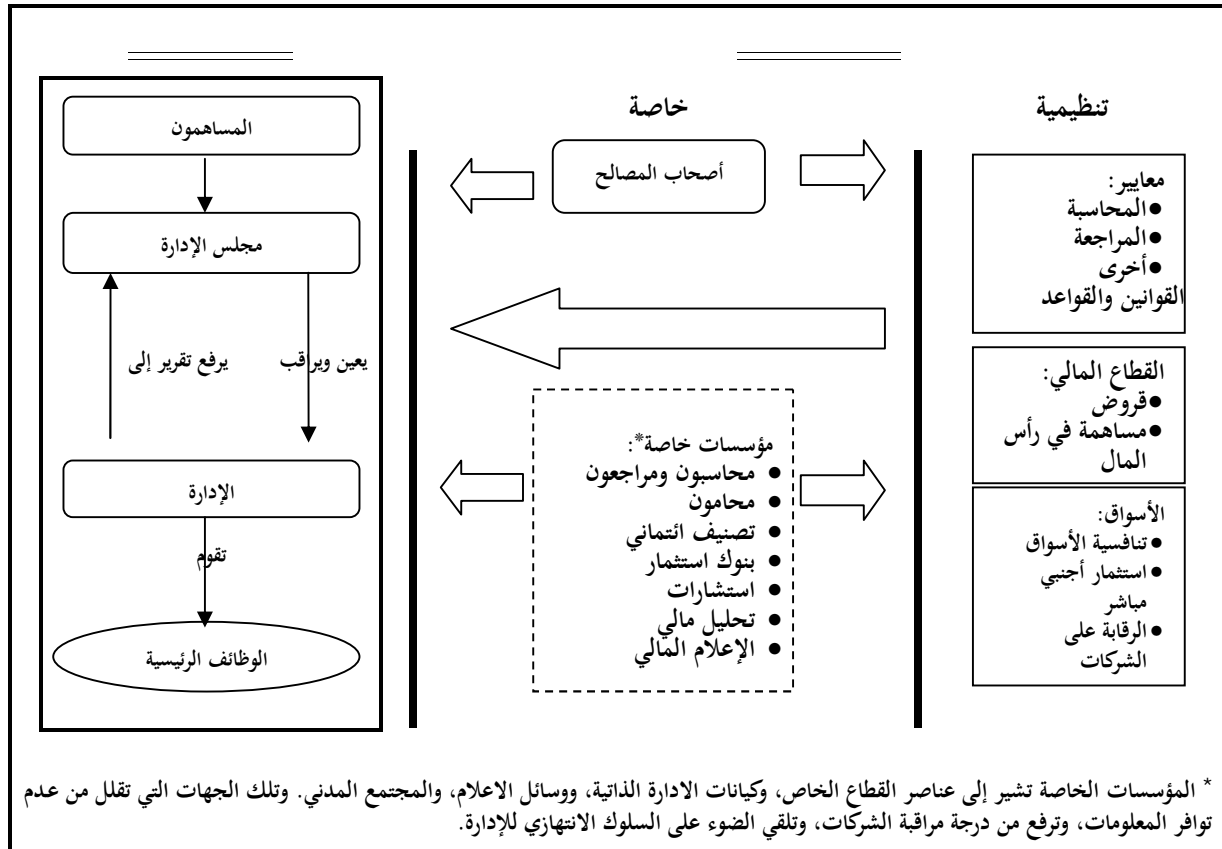 تنظيمية
معايير:
●المحاسبة
●المراجعة
●أخرى
القوانين والقواعد
القطاع المالي:
●قروض
●مساهمة في رأس
المال
الأسواق:
●تنافسية الأسواق
●استثمار أجنبي
مباشر
●الرقابة على
الشركات
خاصة
أصحاب المصالح
مؤسسات خاصة*:
● محاسبون ومراجعون
● محامون
● تصنيف ائتماني
● بنوك استثمار
● استشارات
● تحليل مالي
● الإعلام المالي
المساهمون
مجلس الإدارة
يعين ويراقب
يرفع تقرير إلى
الإدارة
تقوم
الوظائف الرئيسية
* المؤسسات الخاصة تشير إلى عناصر القطاع الخاص، وكيانات الادارة الذاتية، ووسائل الاعلام، والمجتمع المدني. وتلك الجهات التي تقلل من عدم
توافر المعلومات، وترفع من درجة مراقبة الشركات، وتلقي الضوء على السلوك الانتهازي للإدارة.